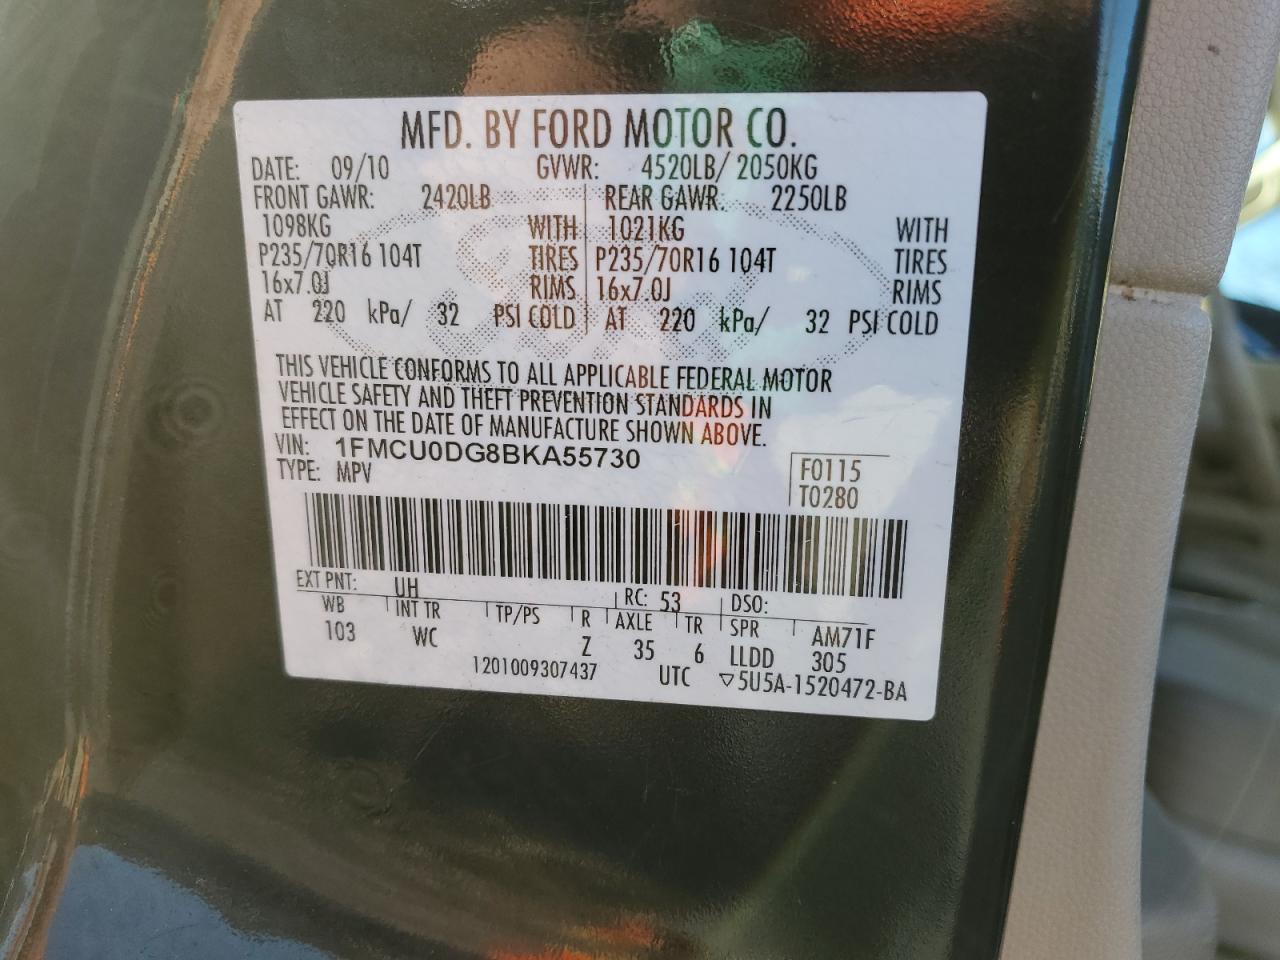 MFD. BY FORD MOTOR CO.
DATE: 09/10 GVWR: 4520LB/ 2050KG
FRONT GAWR: 2420LB REAR GAWR: 2250LB
1098KG WITH 1021KG WITH
P235/70R16 104T TIRES P235/70R16 104T TIRES
16x7.0J RIMS 16x7.0J RIMS
AT 220 kPa/ 32 PSI COLD AT 220 kPa/ 32 PSI COLD
THIS VEHICLE CONFORMS TO ALL APPLICABLE FEDERAL MOTOR
VEHICLE SAFETY AND THEFT PREVENTION STANDARDS IN
EFFECT ON THE DATE OF MANUFACTURE SHOWN ABOVE.
VIN: 1FMCU0DG8BKA55730
TYPE: MPV
F0115
T0280
EXT PNT: UH RC: 53 DSO:
WB INT TR TP/PS R AXLE TR SPR AM71F
103 WC Z 35 6 LLDD 305
1201009307437 UTC ▽5U5A-1520472-BA